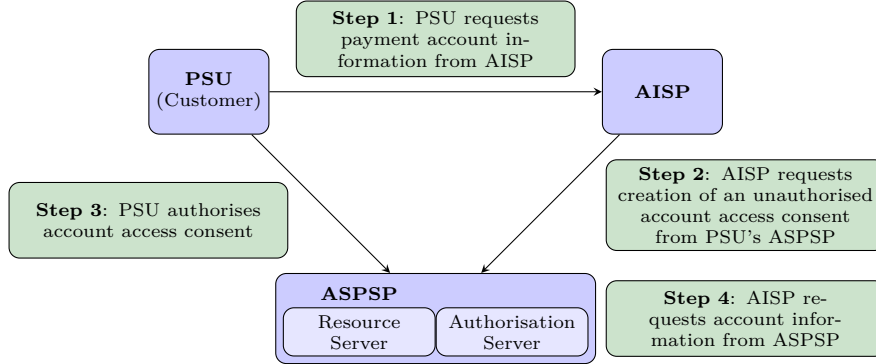 Step 1: PSU requests
payment account in-
formation from AISP
PSU
(Customer)
AISP
Step 2: AISP requests
creation of an unauthorised
account access consent
from PSU's ASPSP
Step 3: PSU authorises
account access consent
ASPSP
Resource
Server
Authorisation
Server
Step 4: AISP re-
quests account infor-
mation from ASPSP